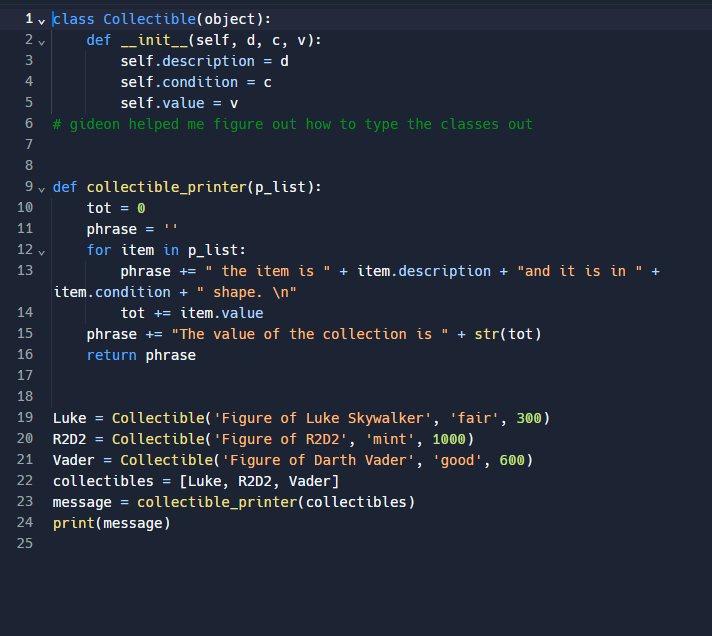 1 class Collectible(object):
2     def __init__(self, d, c, v):
3         self.description = d
4         self.condition = c
5         self.value = v
6 # gideon helped me figure out how to type the classes out
7
8
9 def collectible_printer(p_list):
10     tot = 0
11     phrase = ''
12     for item in p_list:
13         phrase += " the item is " + item.description + "and it is in " +
item.condition + " shape. \n"
14         tot += item.value
15     phrase += "The value of the collection is " + str(tot)
16     return phrase
17
18
19 Luke = Collectible('Figure of Luke Skywalker', 'fair', 300)
20 R2D2 = Collectible('Figure of R2D2', 'mint', 1000)
21 Vader = Collectible('Figure of Darth Vader', 'good', 600)
22 collectibles = [Luke, R2D2, Vader]
23 message = collectible_printer(collectibles)
24 print(message)
25